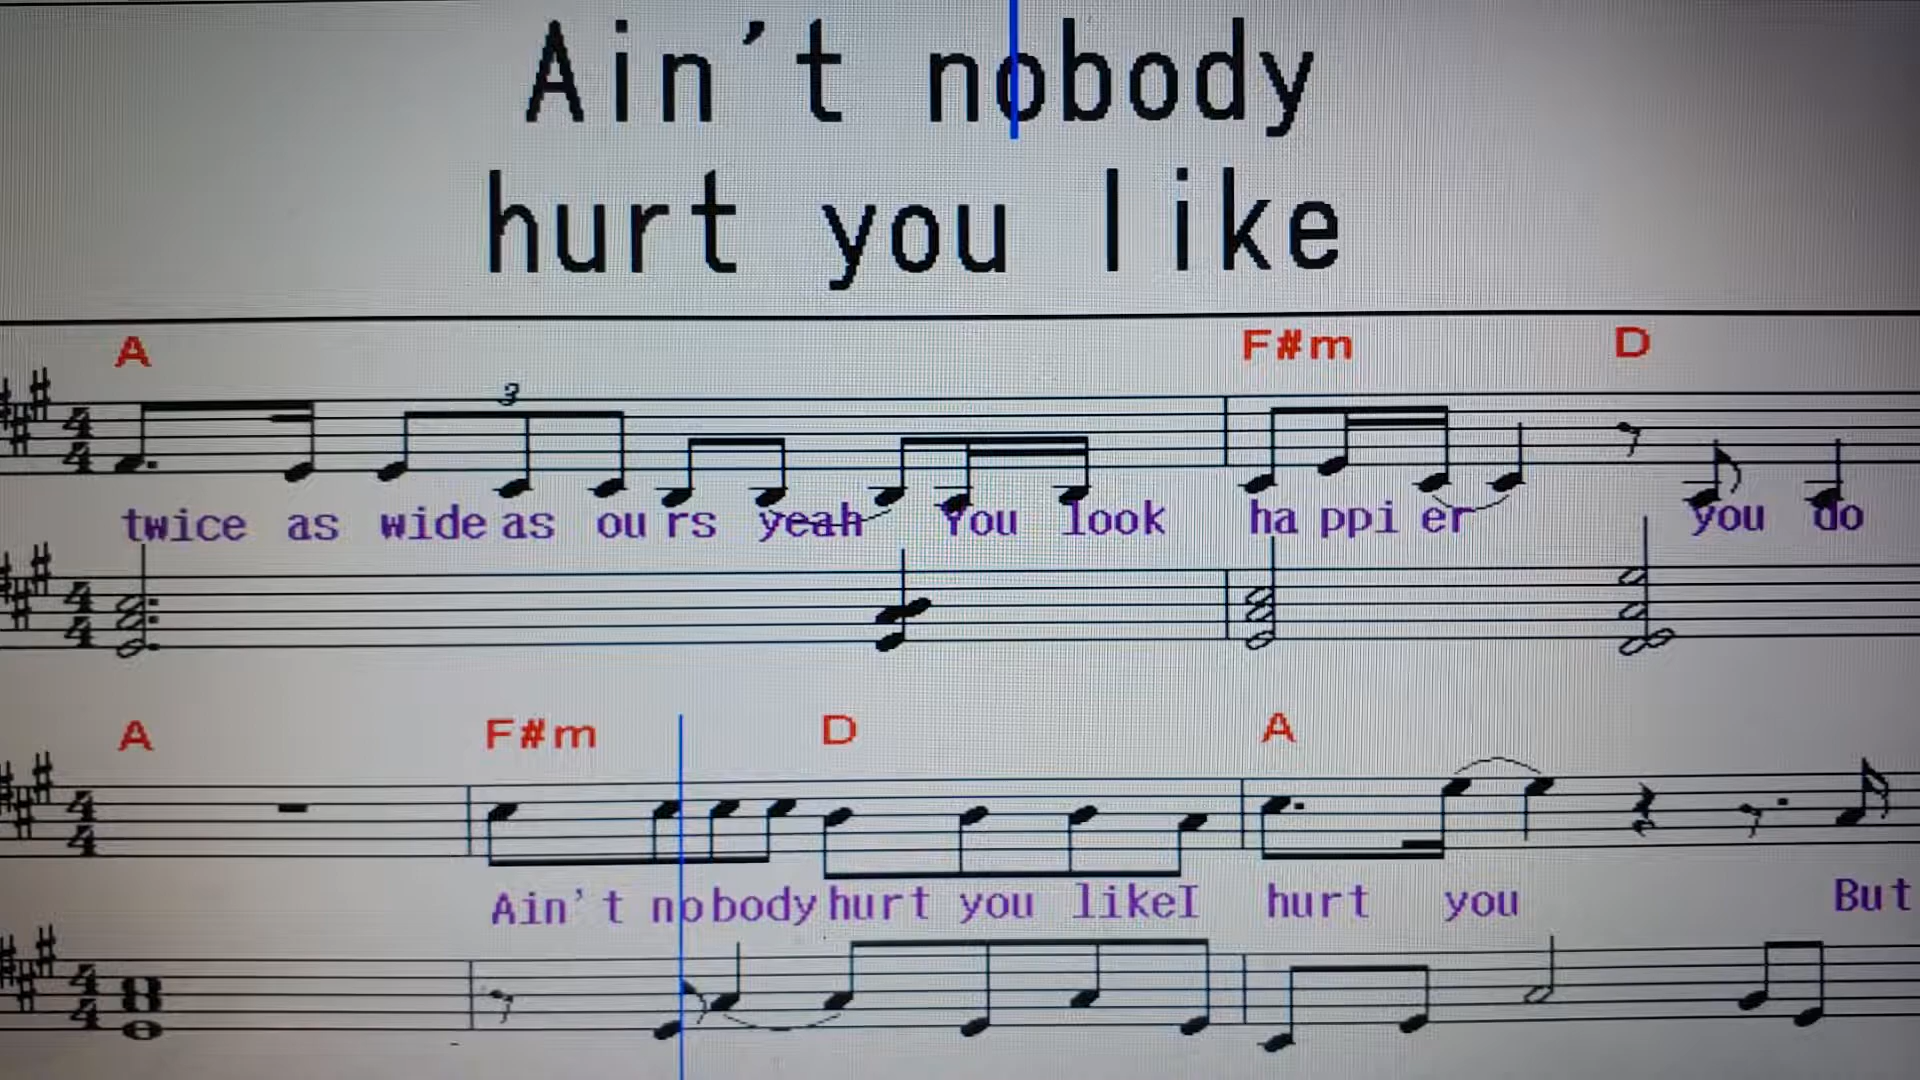 Ain't nobody
hurt you like
A F#m D
3
twice as wide as ou rs yeah You look ha ppi er you do
A F#m D A
Ain't nobody hurt you likeI hurt you But